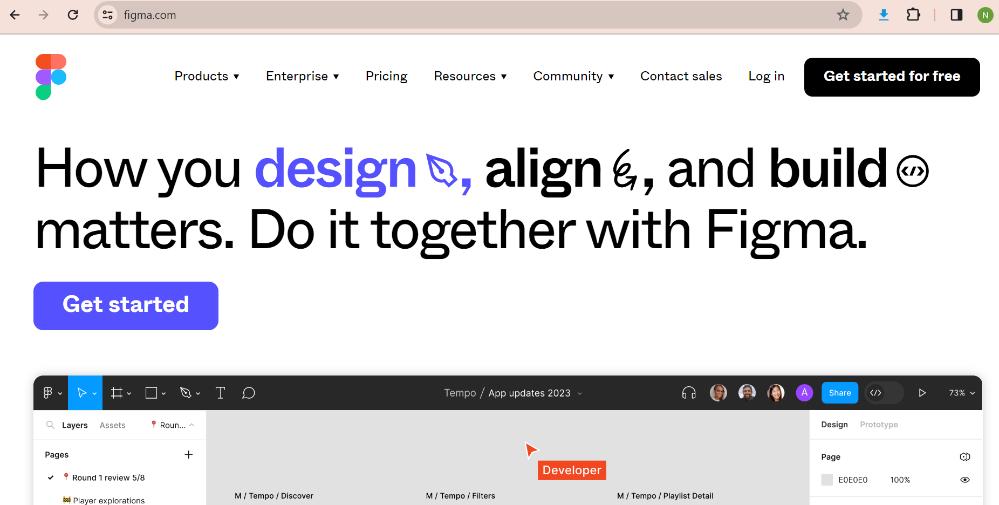 figma.com
N
Products Enterprise Pricing Resources Community Contact sales Log in Get started for free
How you design, align, and build
matters. Do it together with Figma.
Get started
Tempo / App updates 2023 A Share 73%
Layers Assets Roun...
Design Prototype
Pages
Page
Round 1 review 5/8
E0E0E0 100%
Developer
M / Tempo / Discover M / Tempo / Filters M / Tempo / Playlist Detail
Player explorations